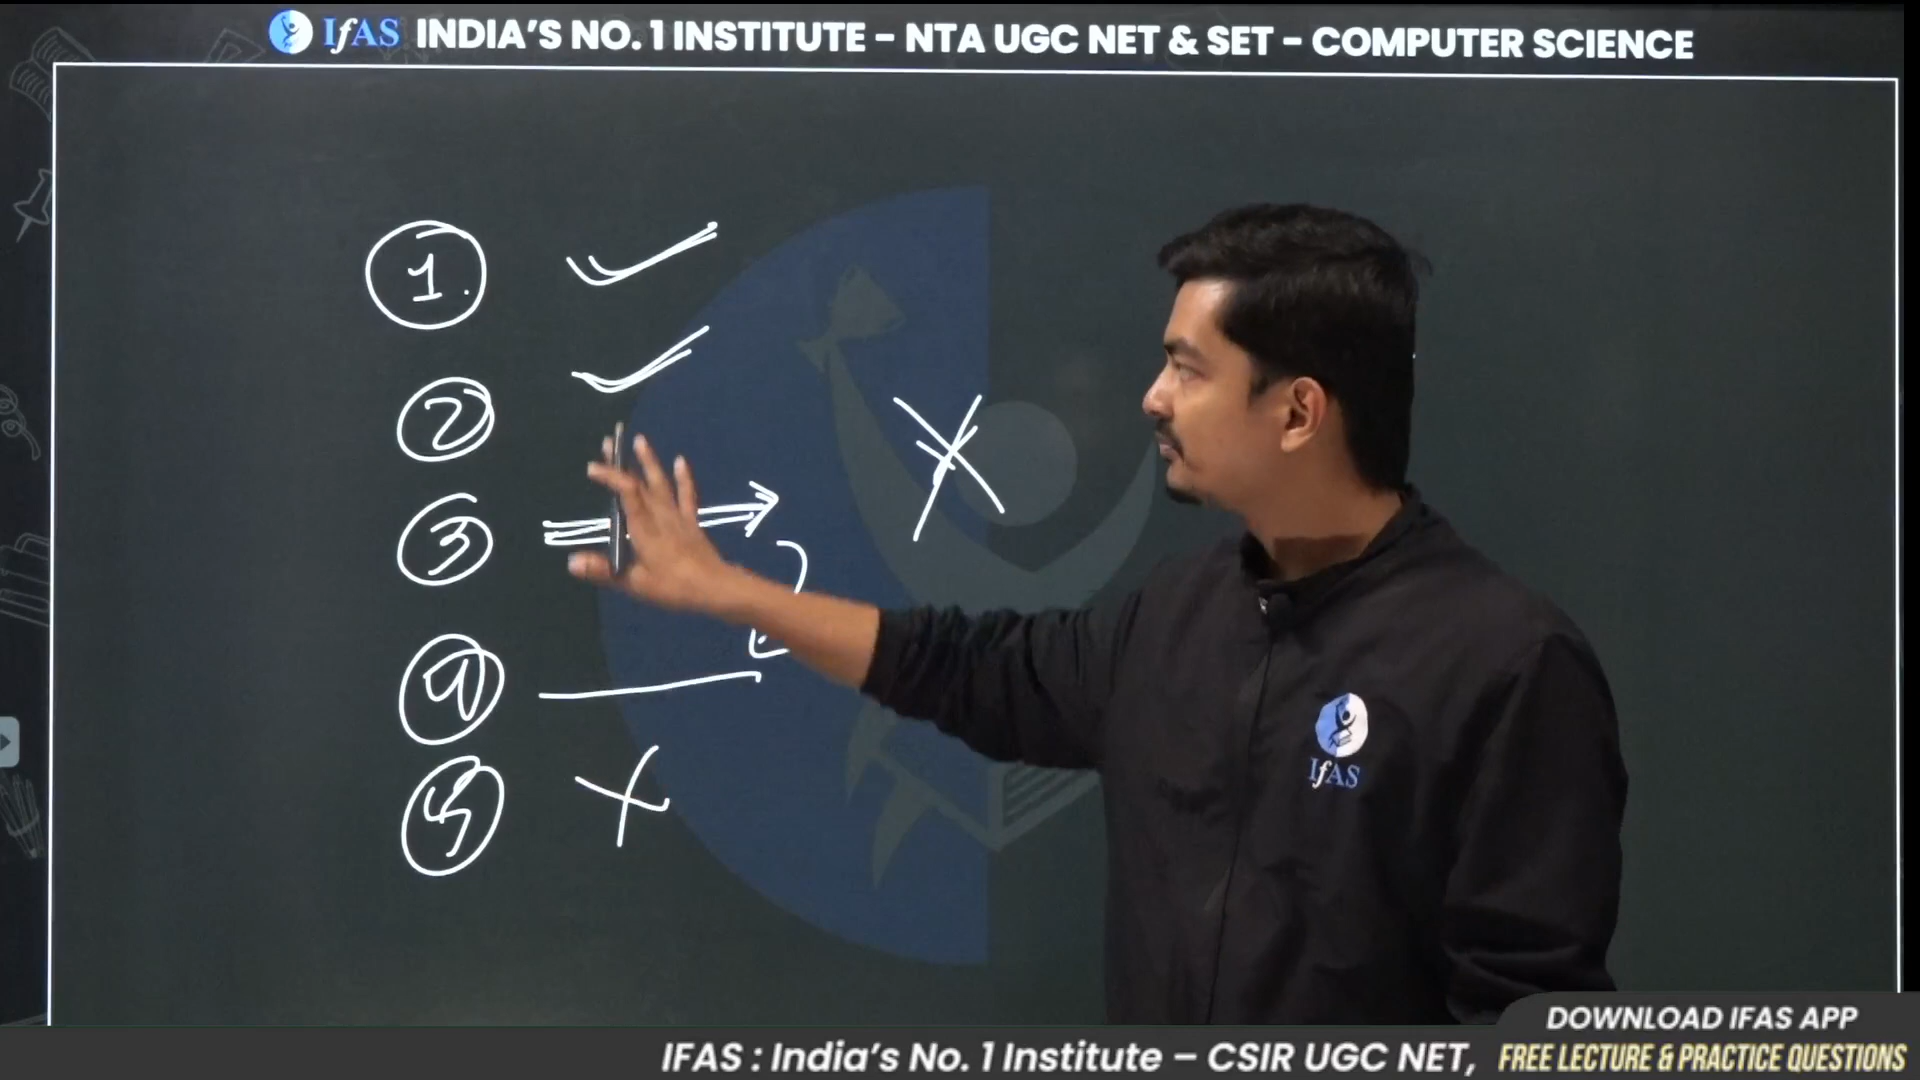 IfAS INDIA'S NO. 1 INSTITUTE – NTA UGC NET & SET – COMPUTER SCIENCE
1.
2
3
4
5
IfAS
DOWNLOAD IFAS APP
IFAS : India's No. 1 Institute – CSIR UGC NET, FREE LECTURE & PRACTICE QUESTIONS